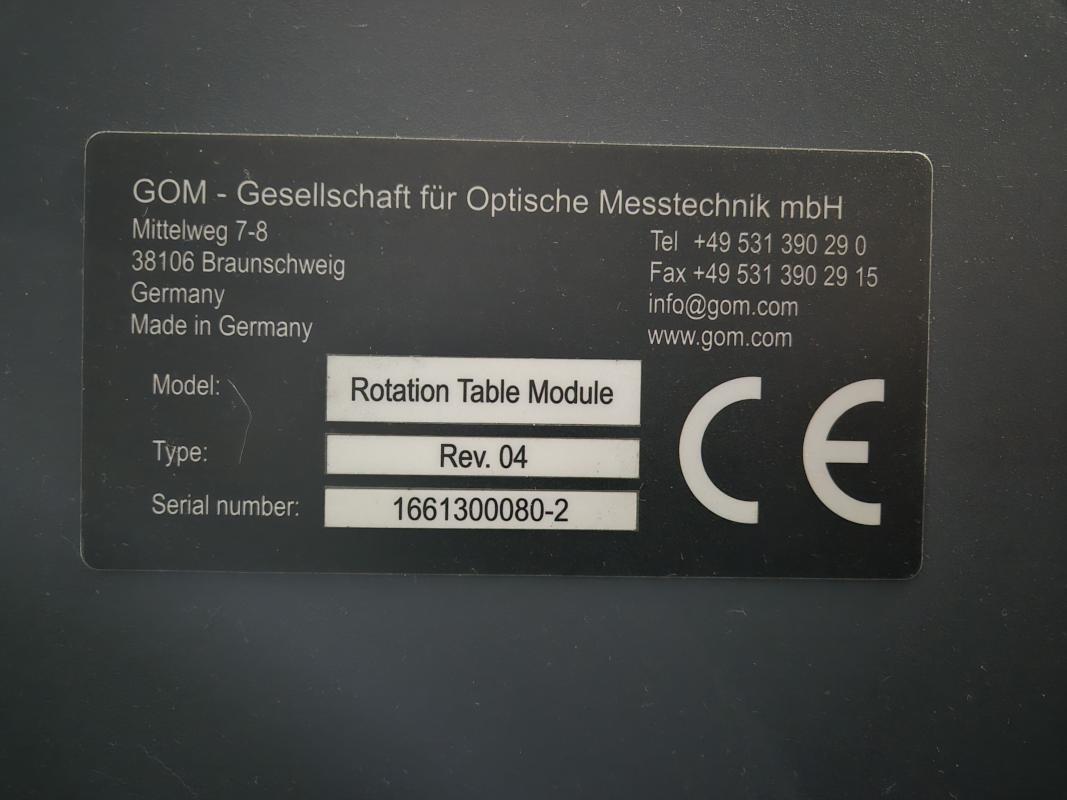 GOM - Gesellschaft für Optische Messtechnik mbH
Mittelweg 7-8
38106 Braunschweig
Germany
Made in Germany
Tel +49 531 390 29 0
Fax +49 531 390 29 15
info@gom.com
www.gom.com
Model: Rotation Table Module
Type: Rev. 04
Serial number: 1661300080-2
CE